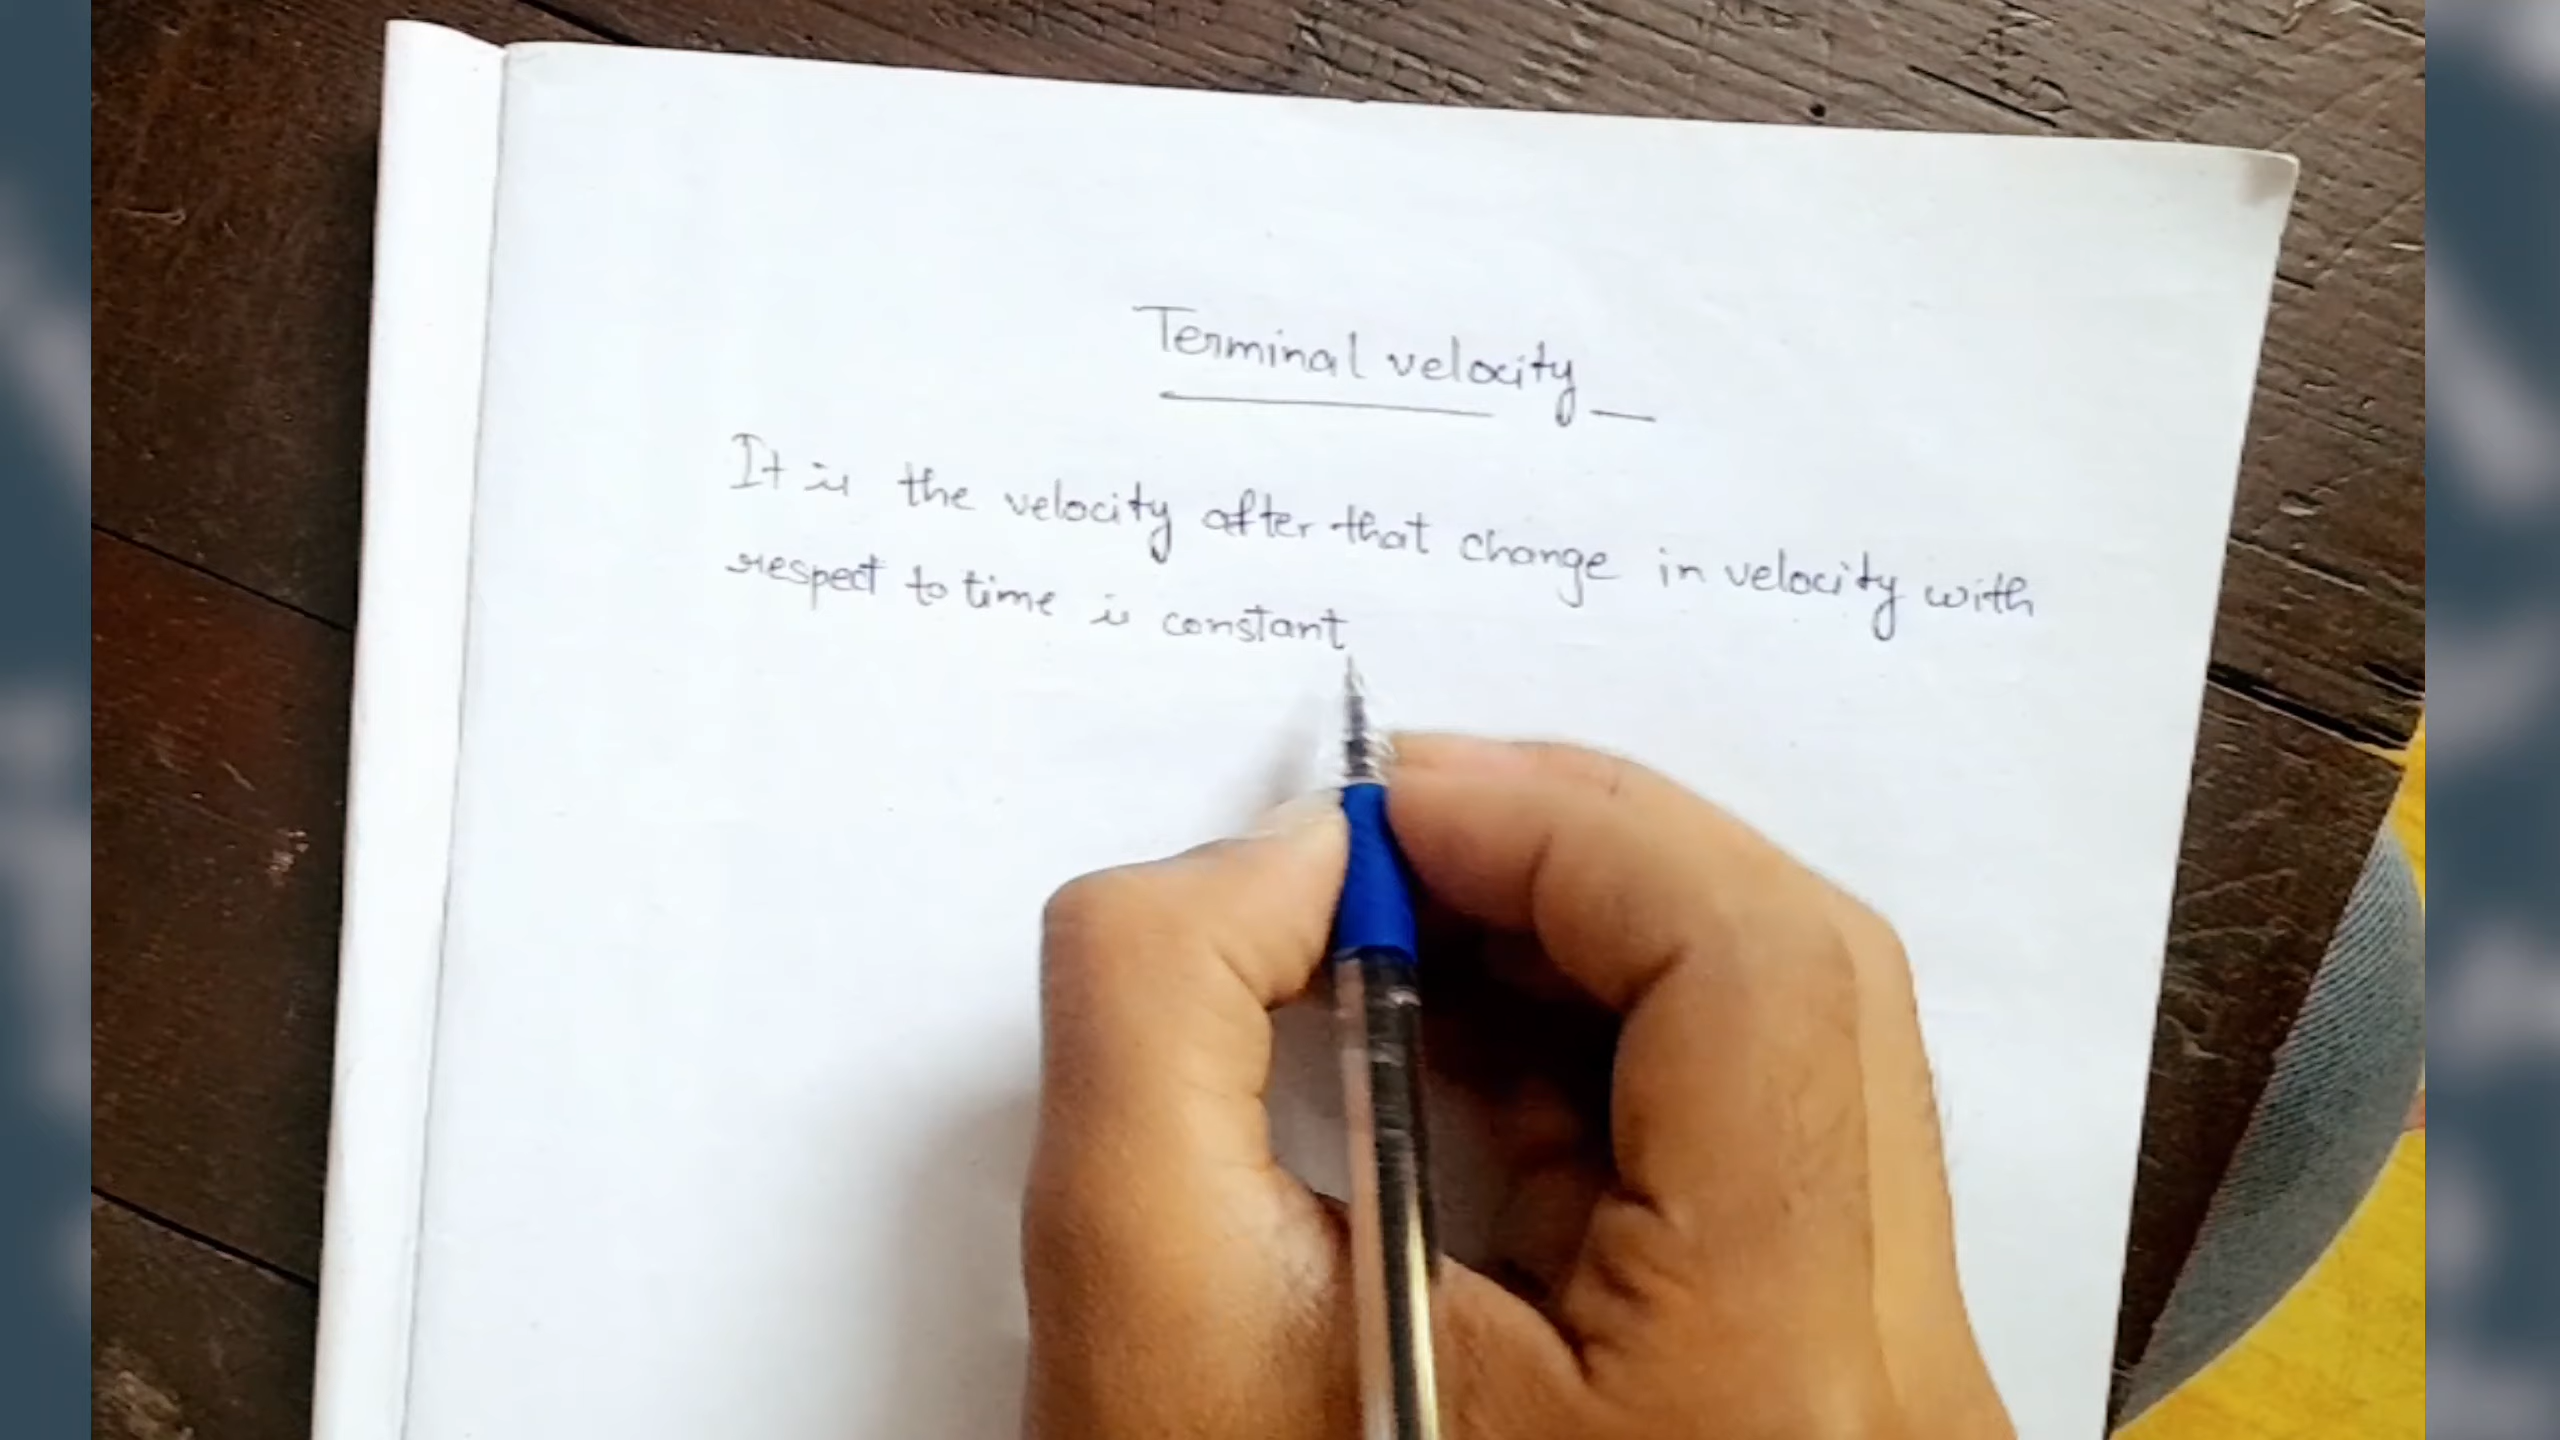 Terminal velocity _
It is the velocity after that change in velocity with
respect to time is constant